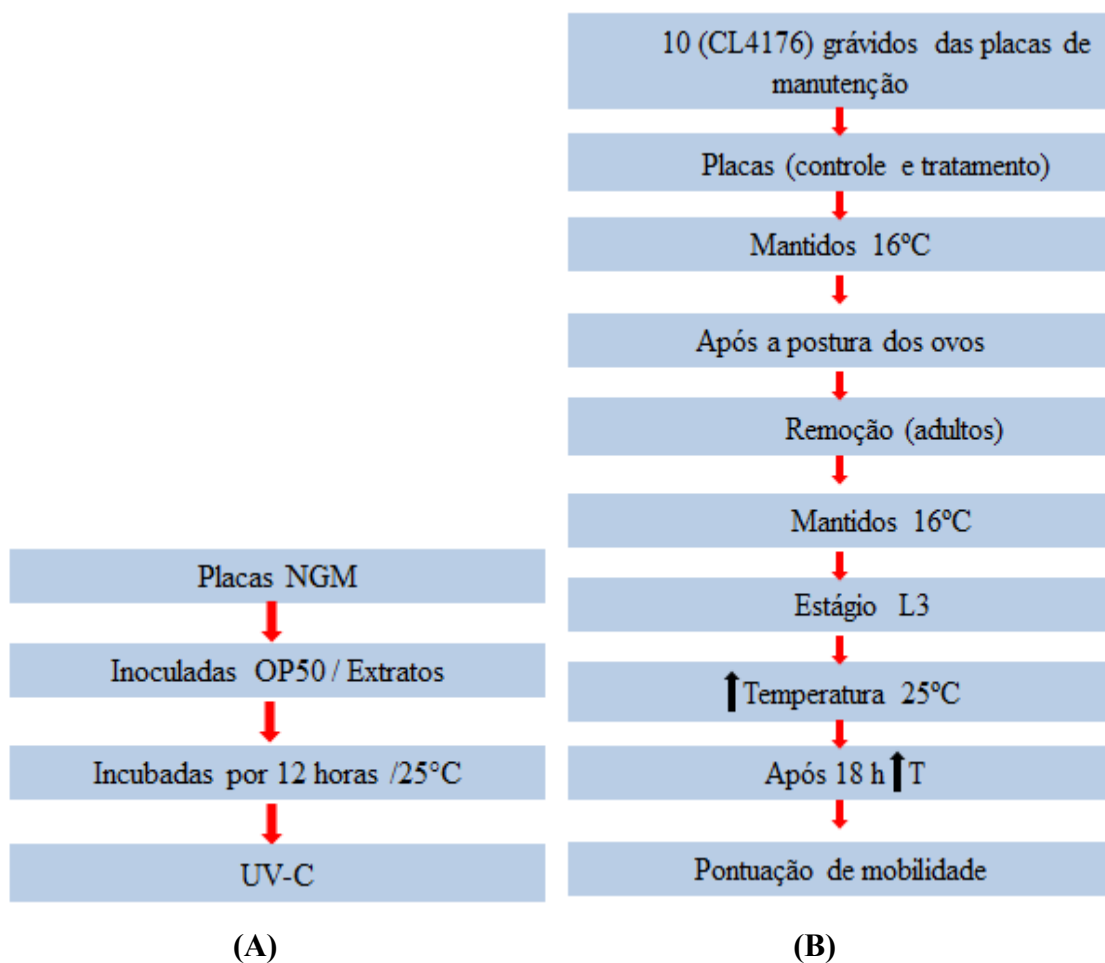 Placas NGM
Inoculadas OP50 / Extratos
Incubadas por 12 horas /25°C
UV-C
(A)
10 (CL4176) grávidos das placas de
manutenção
Placas (controle e tratamento)
Mantidos 16ºC
Após a postura dos ovos
Remoção (adultos)
Mantidos 16ºC
Estágio L3
Temperatura 25ºC
Após 18 h T
Pontuação de mobilidade
(B)